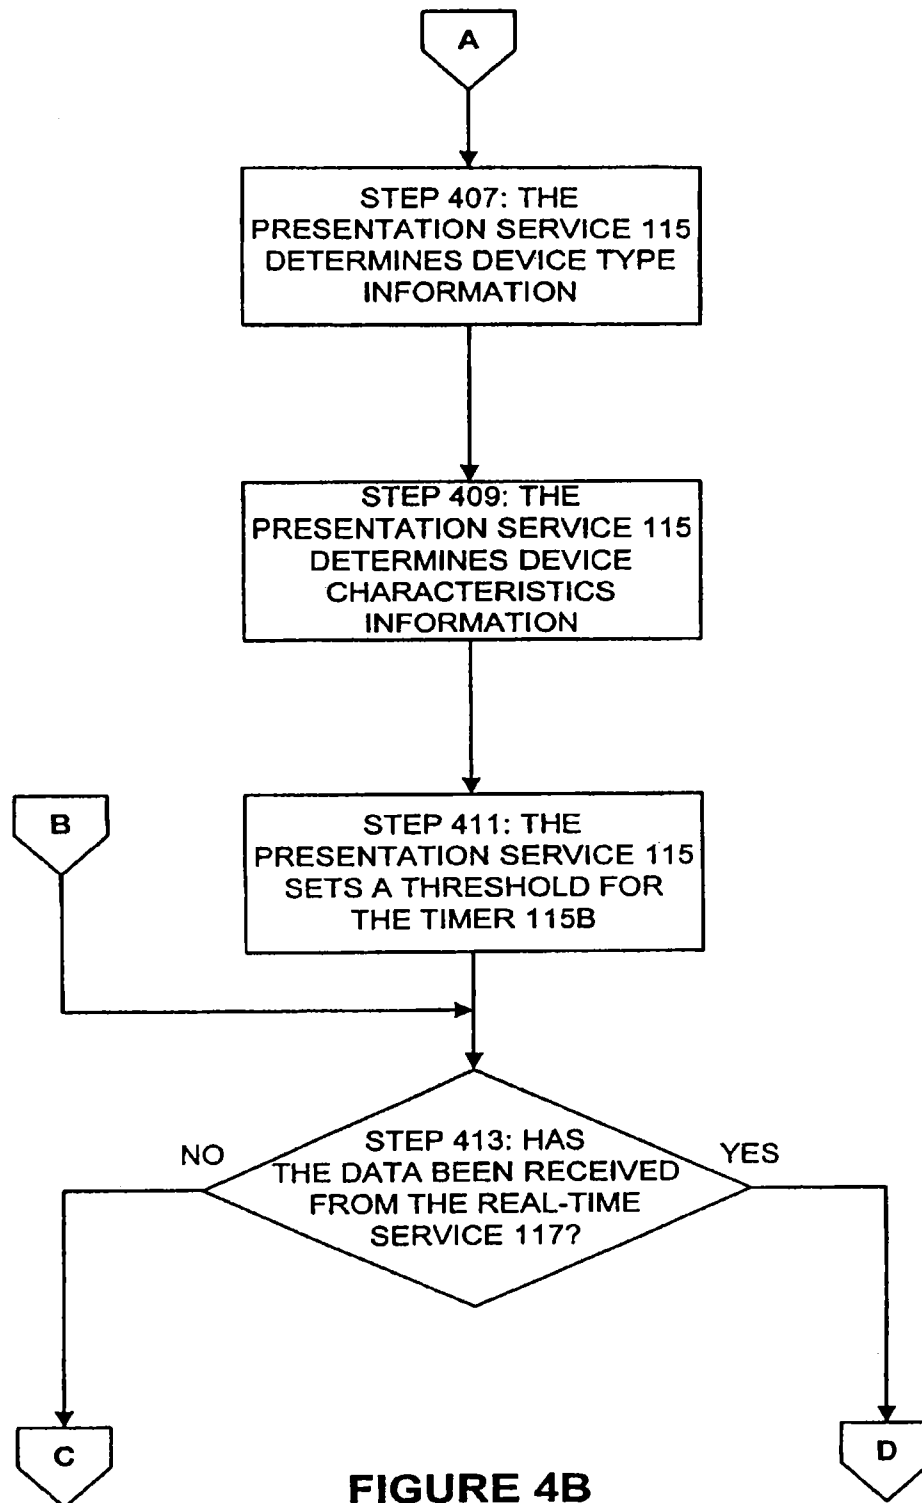 A
STEP 407: THE
PRESENTATION SERVICE 115
DETERMINES DEVICE TYPE
INFORMATION
STEP 409: THE
PRESENTATION SERVICE 115
DETERMINES DEVICE
CHARACTERISTICS
INFORMATION
B
STEP 411: THE
PRESENTATION SERVICE 115
SETS A THRESHOLD FOR
THE TIMER 115B
NO
STEP 413: HAS
THE DATA BEEN RECEIVED
FROM THE REAL-TIME
SERVICE 117?
YES
C
D
FIGURE 4B